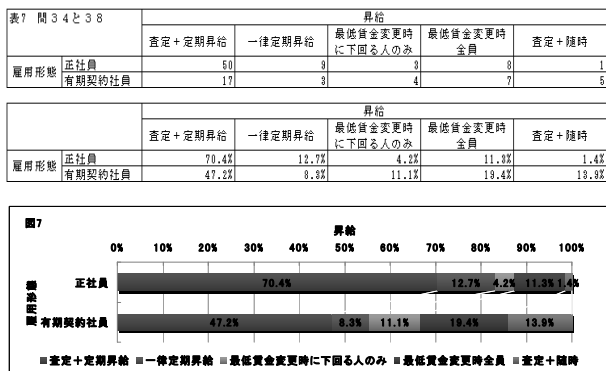 表7 問34と38 昇給
査定+定期昇給 一律定期昇給 最低賃金変更時に下回る人のみ 最低賃金変更時全員 査定+随時
雇用形態 正社員 50 9 3 8 1
有期契約社員 17 3 4 7 5
昇給
査定+定期昇給 一律定期昇給 最低賃金変更時に下回る人のみ 最低賃金変更時全員 査定+随時
雇用形態 正社員 70.4% 12.7% 4.2% 11.3% 1.4%
有期契約社員 47.2% 8.3% 11.1% 19.4% 13.9%
図7
昇給
0% 10% 20% 30% 40% 50% 60% 70% 80% 90% 100%
雇用形態
正社員 70.4% 12.7% 4.2% 11.3% 1.4%
有期契約社員 47.2% 8.3% 11.1% 19.4% 13.9%
査定+定期昇給 一律定期昇給 最低賃金変更時に下回る人のみ 最低賃金変更時全員 査定+随時